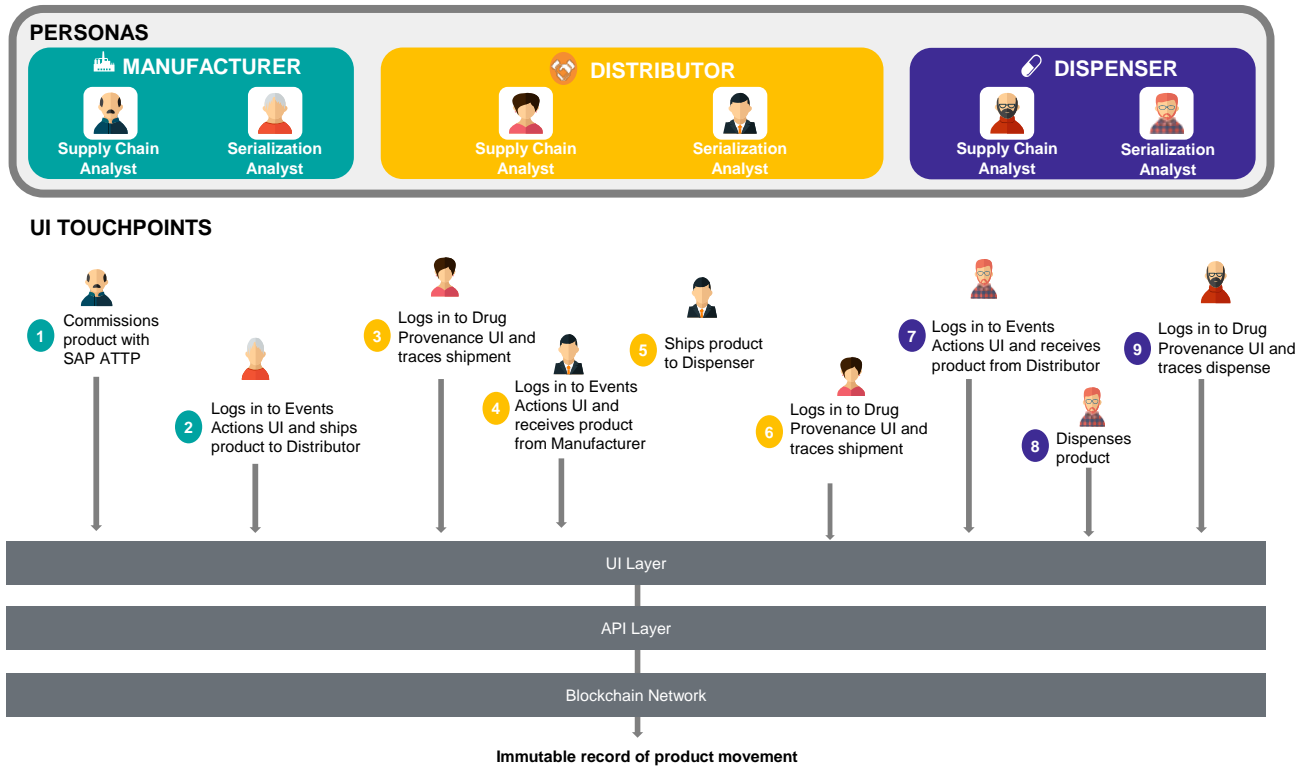 PERSONAS
MANUFACTURER
Supply Chain
Analyst
Serialization
Analyst
DISTRIBUTOR
Supply Chain
Analyst
Serialization
Analyst
DISPENSER
Supply Chain
Analyst
Serialization
Analyst
UI TOUCHPOINTS
1
Commissions
product with
SAP ATTP
2
Logs in to Events
Actions UI and ships
product to Distributor
3
Logs in to Drug
Provenance UI and
traces shipment
4
Logs in to Events
Actions UI and
receives product
from Manufacturer
5
Ships product
to Dispenser
6
Logs in to Drug
Provenance UI and
traces shipment
7
Logs in to Events
Actions UI and receives
product from Distributor
8
Dispenses
product
9
Logs in to Drug
Provenance UI and
traces dispense
UI Layer
API Layer
Blockchain Network
Immutable record of product movement